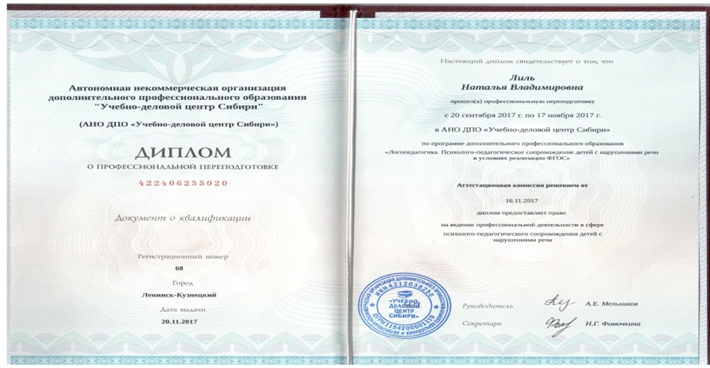 Автономная некоммерческая организация
дополнительного профессионального образования
"Учебно-деловой центр Сибири"
(АНО ДПО «Учебно-деловой центр Сибири»)
ДИПЛОМ
О ПРОФЕССИОНАЛЬНОЙ ПЕРЕПОДГОТОВКЕ
422406255020
Документ о квалификации
Регистрационный номер
68
Город
Ленинск-Кузнецкий
Дата выдачи
20.11.2017
Настоящий диплом свидетельствует о том, что
Лиль
Наталья Владимировна
прошел(а) профессиональную переподготовку
с 20 сентября 2017 г. по 17 ноября 2017 г.
в АНО ДПО «Учебно-деловой центр Сибири»
по программе дополнительного профессионального образования
«Логопедагогика. Психолого-педагогическое сопровождение детей с нарушениями речи
в условиях реализации ФГОС»
Аттестационная комиссия решением от
16.11.2017
диплом предоставляет право
на ведение профессиональной деятельности в сфере
психолого-педагогического сопровождения детей с
нарушениями речи
«УЧЕБНО
ДЕЛОВОЙ
ЦЕНТР
СИБИРИ»
Руководитель
А.Е. Мельников
Секретарь
Н.Г. Фамочкина